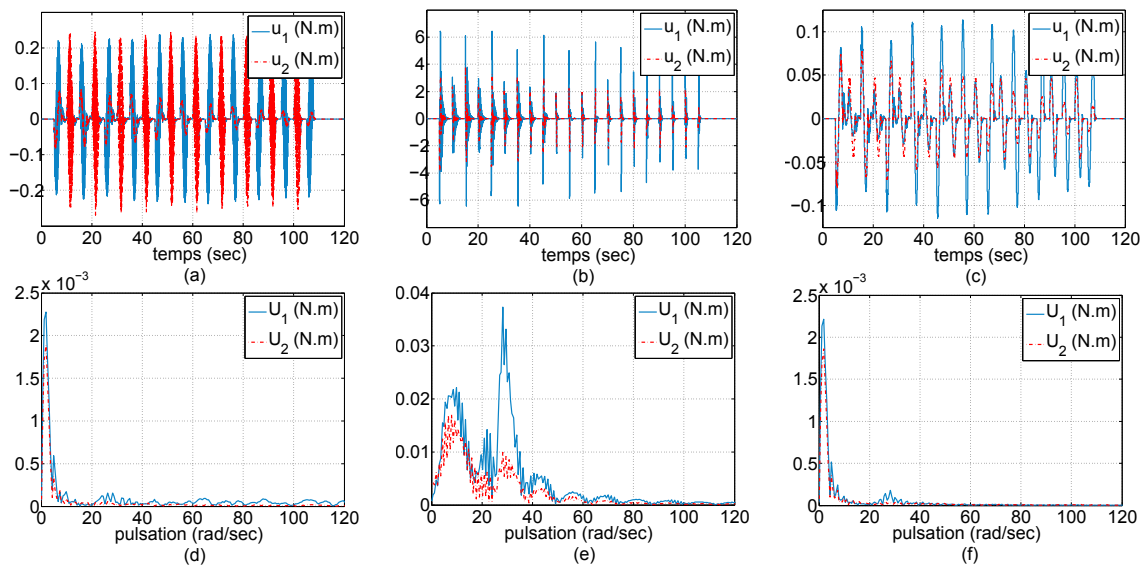 u1 (N.m)
u2 (N.m)
0.3
0.2
0.1
0
−0.1
−0.2
0 20 40 60 80 100 120
temps (sec)
(a)
u1 (N.m)
u2 (N.m)
6
4
2
0
−2
−4
−6
0 20 40 60 80 100 120
temps (sec)
(b)
u1 (N.m)
u2 (N.m)
0.1
0.05
0
−0.05
−0.1
0 20 40 60 80 100 120
temps (sec)
(c)
x 10−3
U1 (N.m)
U2 (N.m)
2.5
2
1.5
1
0.5
0
0 20 40 60 80 100 120
pulsation (rad/sec)
(d)
U1 (N.m)
U2 (N.m)
0.04
0.03
0.02
0.01
0
0 20 40 60 80 100 120
pulsation (rad/sec)
(e)
x 10−3
U1 (N.m)
U2 (N.m)
2.5
2
1.5
1
0.5
0
0 20 40 60 80 100 120
pulsation (rad/sec)
(f)